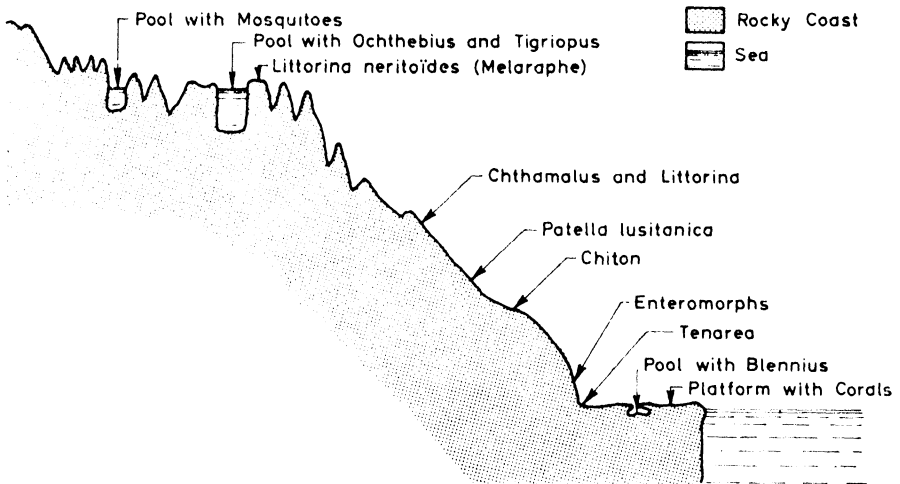 Pool with Mosquitoes
Pool with Ochthebius and Tigriopus
Littorina neritoïdes (Melaraphe)
Rocky Coast
Sea
Chthamalus and Littorina
Patella lusitanica
Chiton
Enteromorphs
Tenarea
Pool with Blennius
Platform with Corals